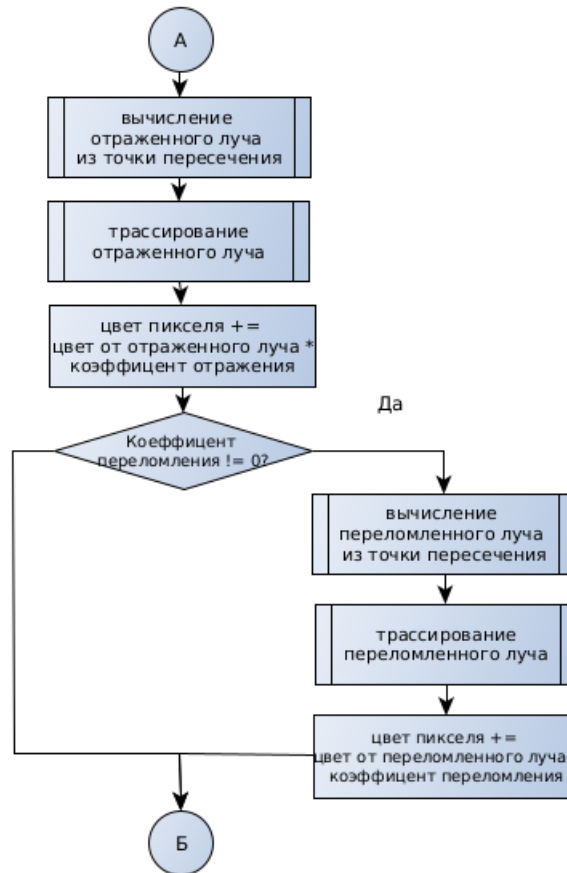 А
вычисление
отраженного луча
из точки пересечения
трассирование
отраженного луча
цвет пикселя +=
цвет от отраженного луча *
коэффицент отражения
Да
Коеффицент
переломления != 0?
вычисление
переломленного луча
из точки пересечения
трассирование
переломленного луча
цвет пикселя +=
цвет от переломленного луча
коэффицент переломления
Б